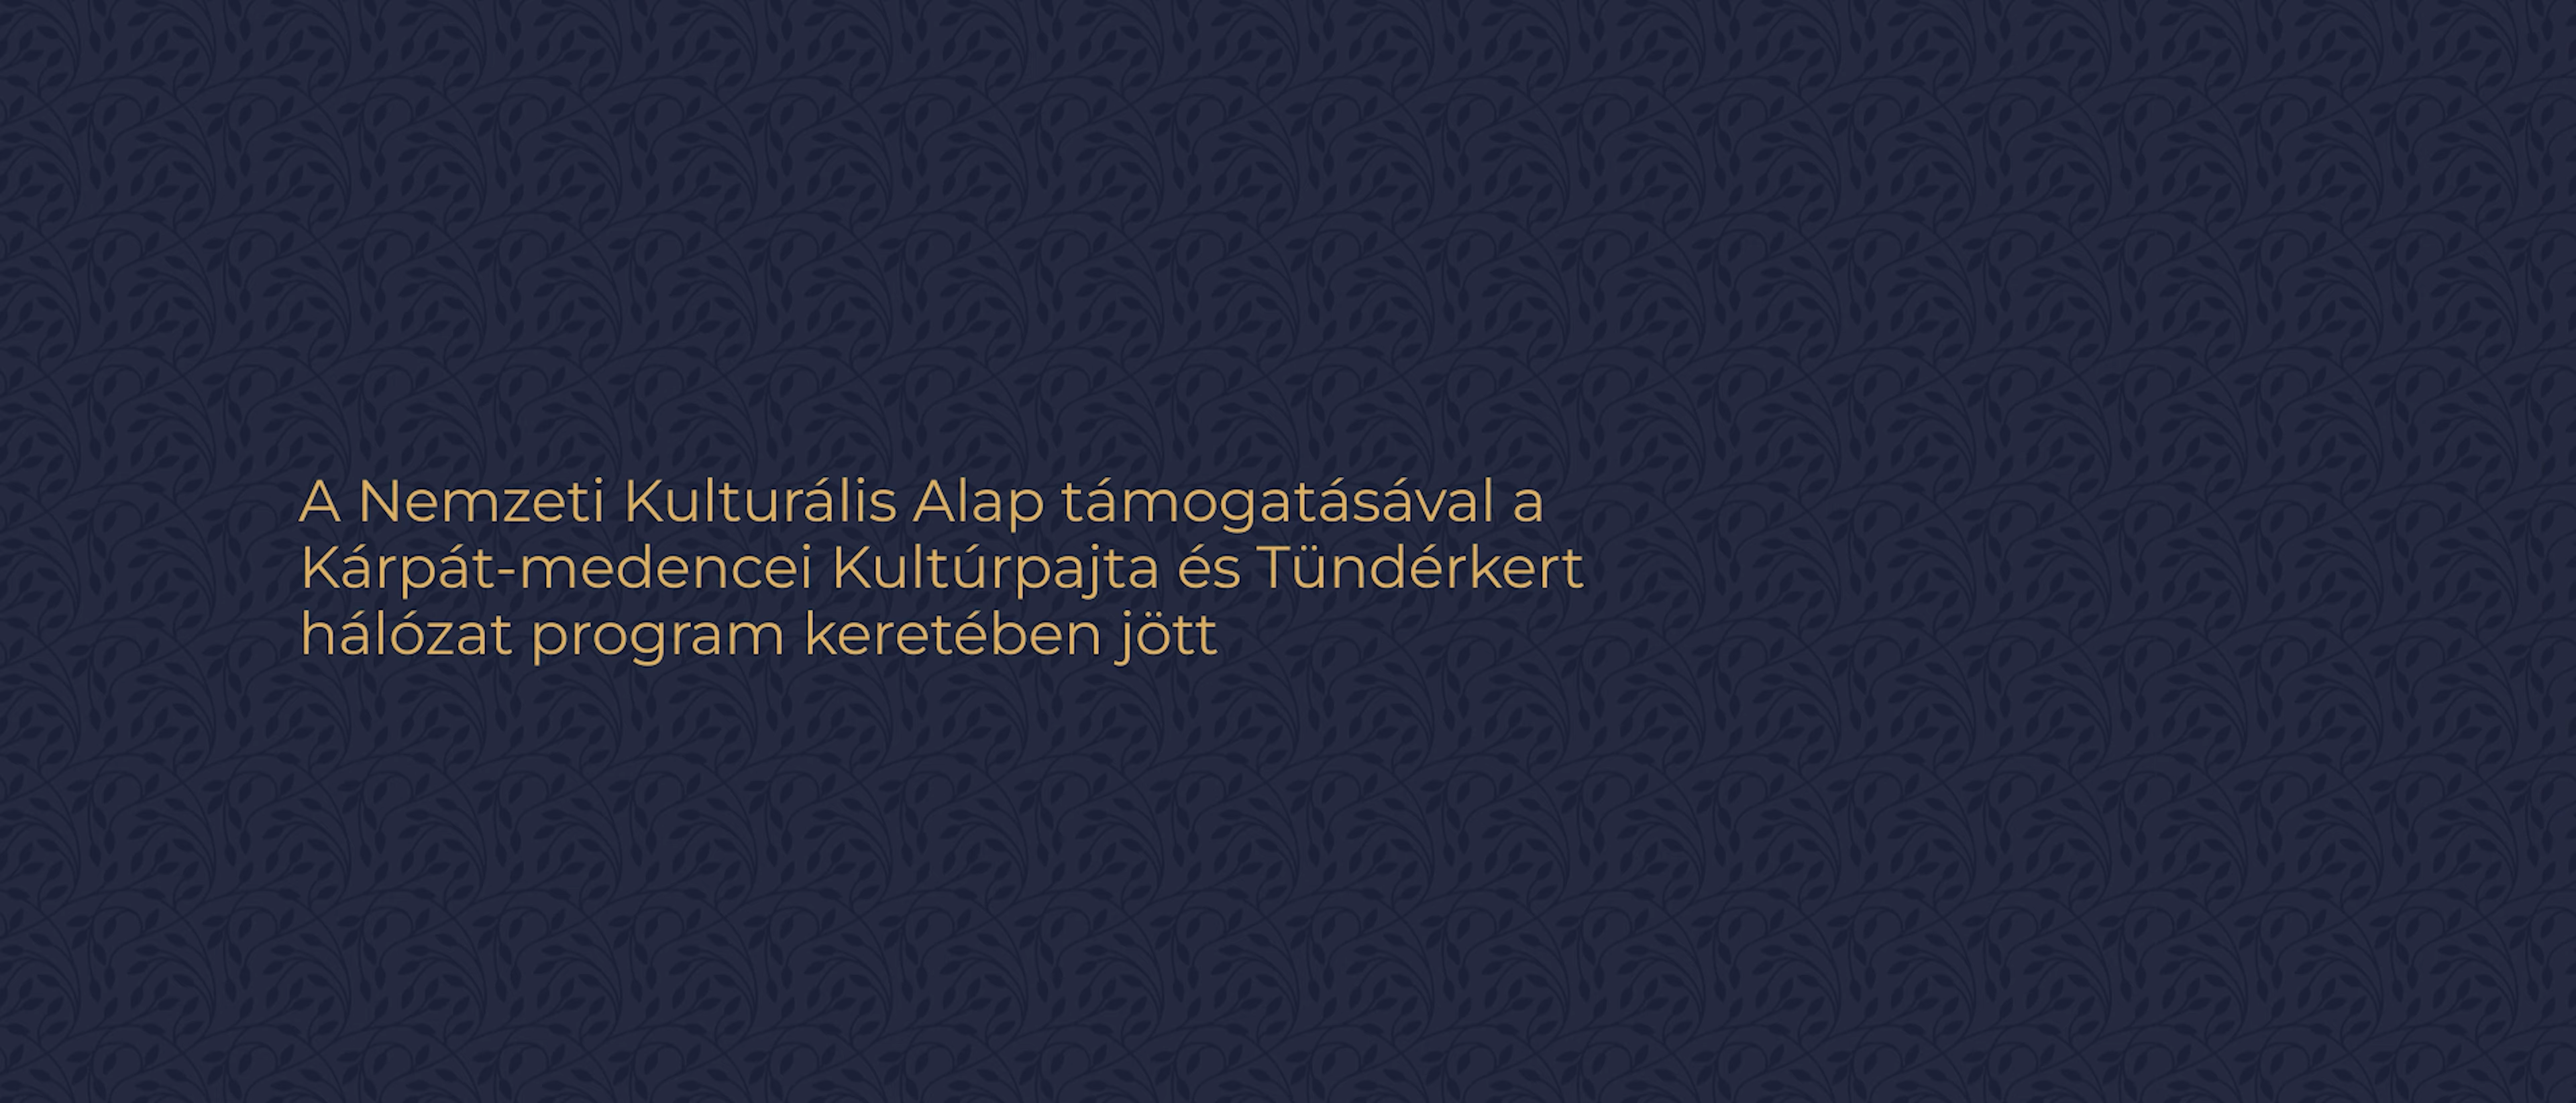 A Nemzeti Kulturális Alap támogatásával a
Kárpát-medencei Kultúrpajta és Tündérkert
hálózat program keretében jött